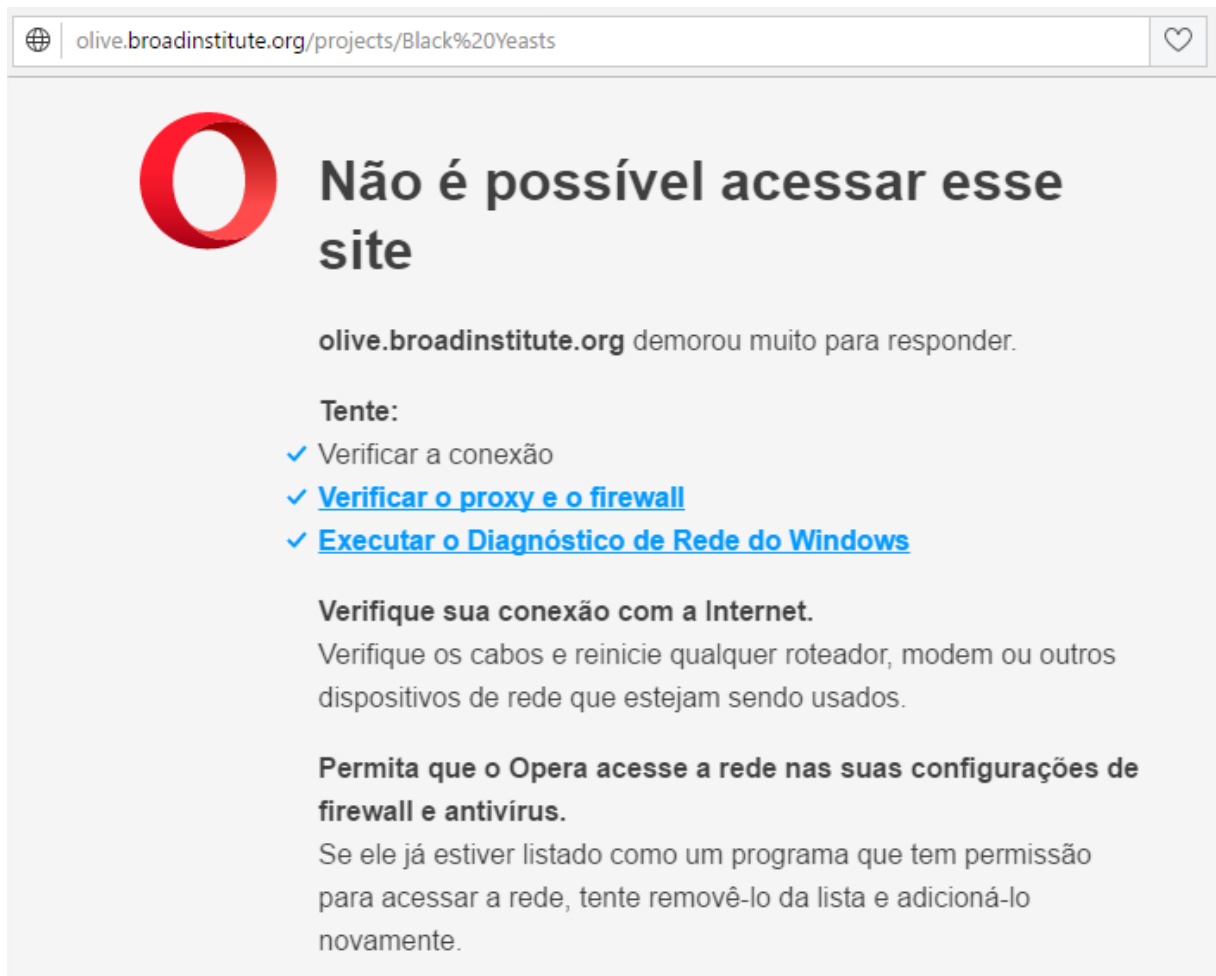 olive.broadinstitute.org/projects/Black%20Yeasts
Não é possível acessar esse
site
olive.broadinstitute.org demorou muito para responder.
Tente:
Verificar a conexão
Verificar o proxy e o firewall
Executar o Diagnóstico de Rede do Windows
Verifique sua conexão com a Internet.
Verifique os cabos e reinicie qualquer roteador, modem ou outros
dispositivos de rede que estejam sendo usados.
Permita que o Opera acesse a rede nas suas configurações de
firewall e antivírus.
Se ele já estiver listado como um programa que tem permissão
para acessar a rede, tente removê-lo da lista e adicioná-lo
novamente.